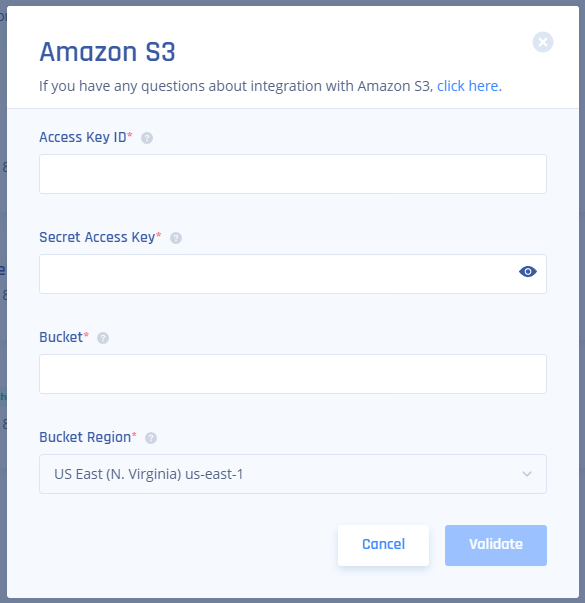 Amazon S3
If you have any questions about integration with Amazon S3, click here.
Access Key ID* ?
Secret Access Key* ?
Bucket* ?
Bucket Region* ?
US East (N. Virginia) us-east-1
Cancel Validate